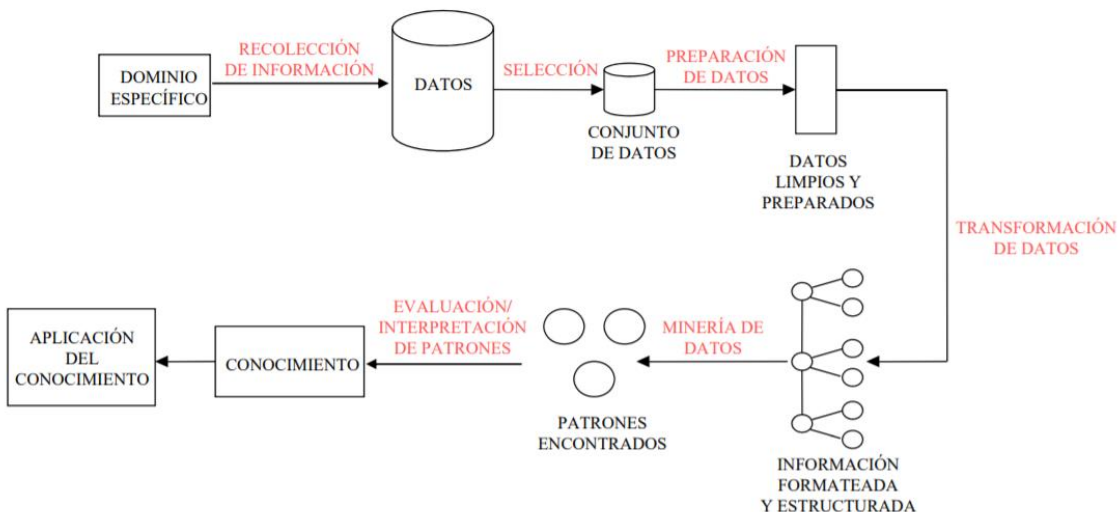 DOMINIO
ESPECÍFICO
RECOLECCIÓN
DE INFORMACIÓN
DATOS
SELECCIÓN
CONJUNTO
DE DATOS
PREPARACIÓN
DE DATOS
DATOS
LIMPIOS Y
PREPARADOS
TRANSFORMACIÓN
DE DATOS
INFORMACIÓN
FORMATEADA
Y ESTRUCTURADA
MINERÍA DE
DATOS
PATRONES
ENCONTRADOS
EVALUACIÓN/
INTERPRETACIÓN
DE PATRONES
CONOCIMIENTO
APLICACIÓN
DEL
CONOCIMIENTO